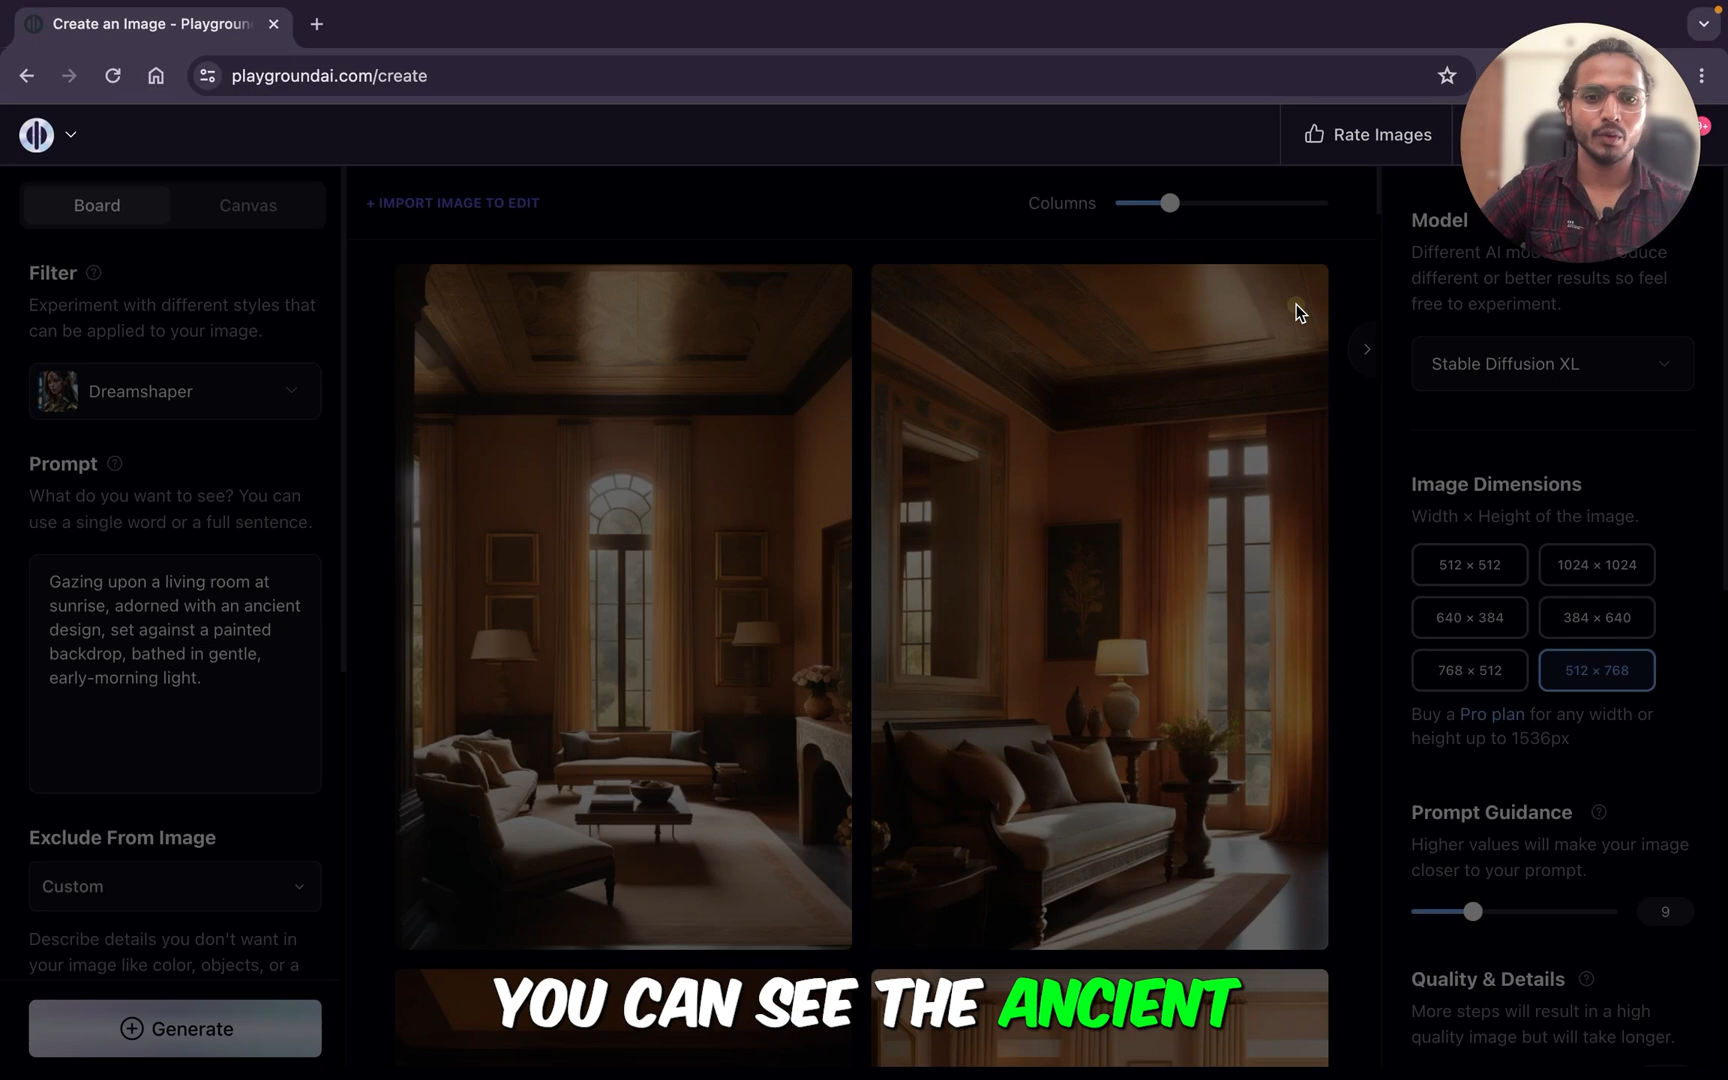 Create an Image - Playgroun
playgroundai.com/create
Rate Images
9+
Board
Canvas
+ IMPORT IMAGE TO EDIT
Columns
Filter
Experiment with different styles that
can be applied to your image.
Dreamshaper
Prompt
What do you want to see? You can
use a single word or a full sentence.
Gazing upon a living room at
sunrise, adorned with an ancient
design, set against a painted
backdrop, bathed in gentle,
early-morning light.
Exclude From Image
Custom
Describe details you don't want in
your image like color, objects, or a
Generate
Model
Different AI mo duce
different or better results so feel
free to experiment.
Stable Diffusion XL
Image Dimensions
Width × Height of the image.
512 × 512
1024 × 1024
640 × 384
384 × 640
768 × 512
512 × 768
Buy a Pro plan for any width or
height up to 1536px
Prompt Guidance
Higher values will make your image
closer to your prompt.
9
Quality & Details
More steps will result in a high
quality image but will take longer.
YOU CAN SEE THE ANCIENT